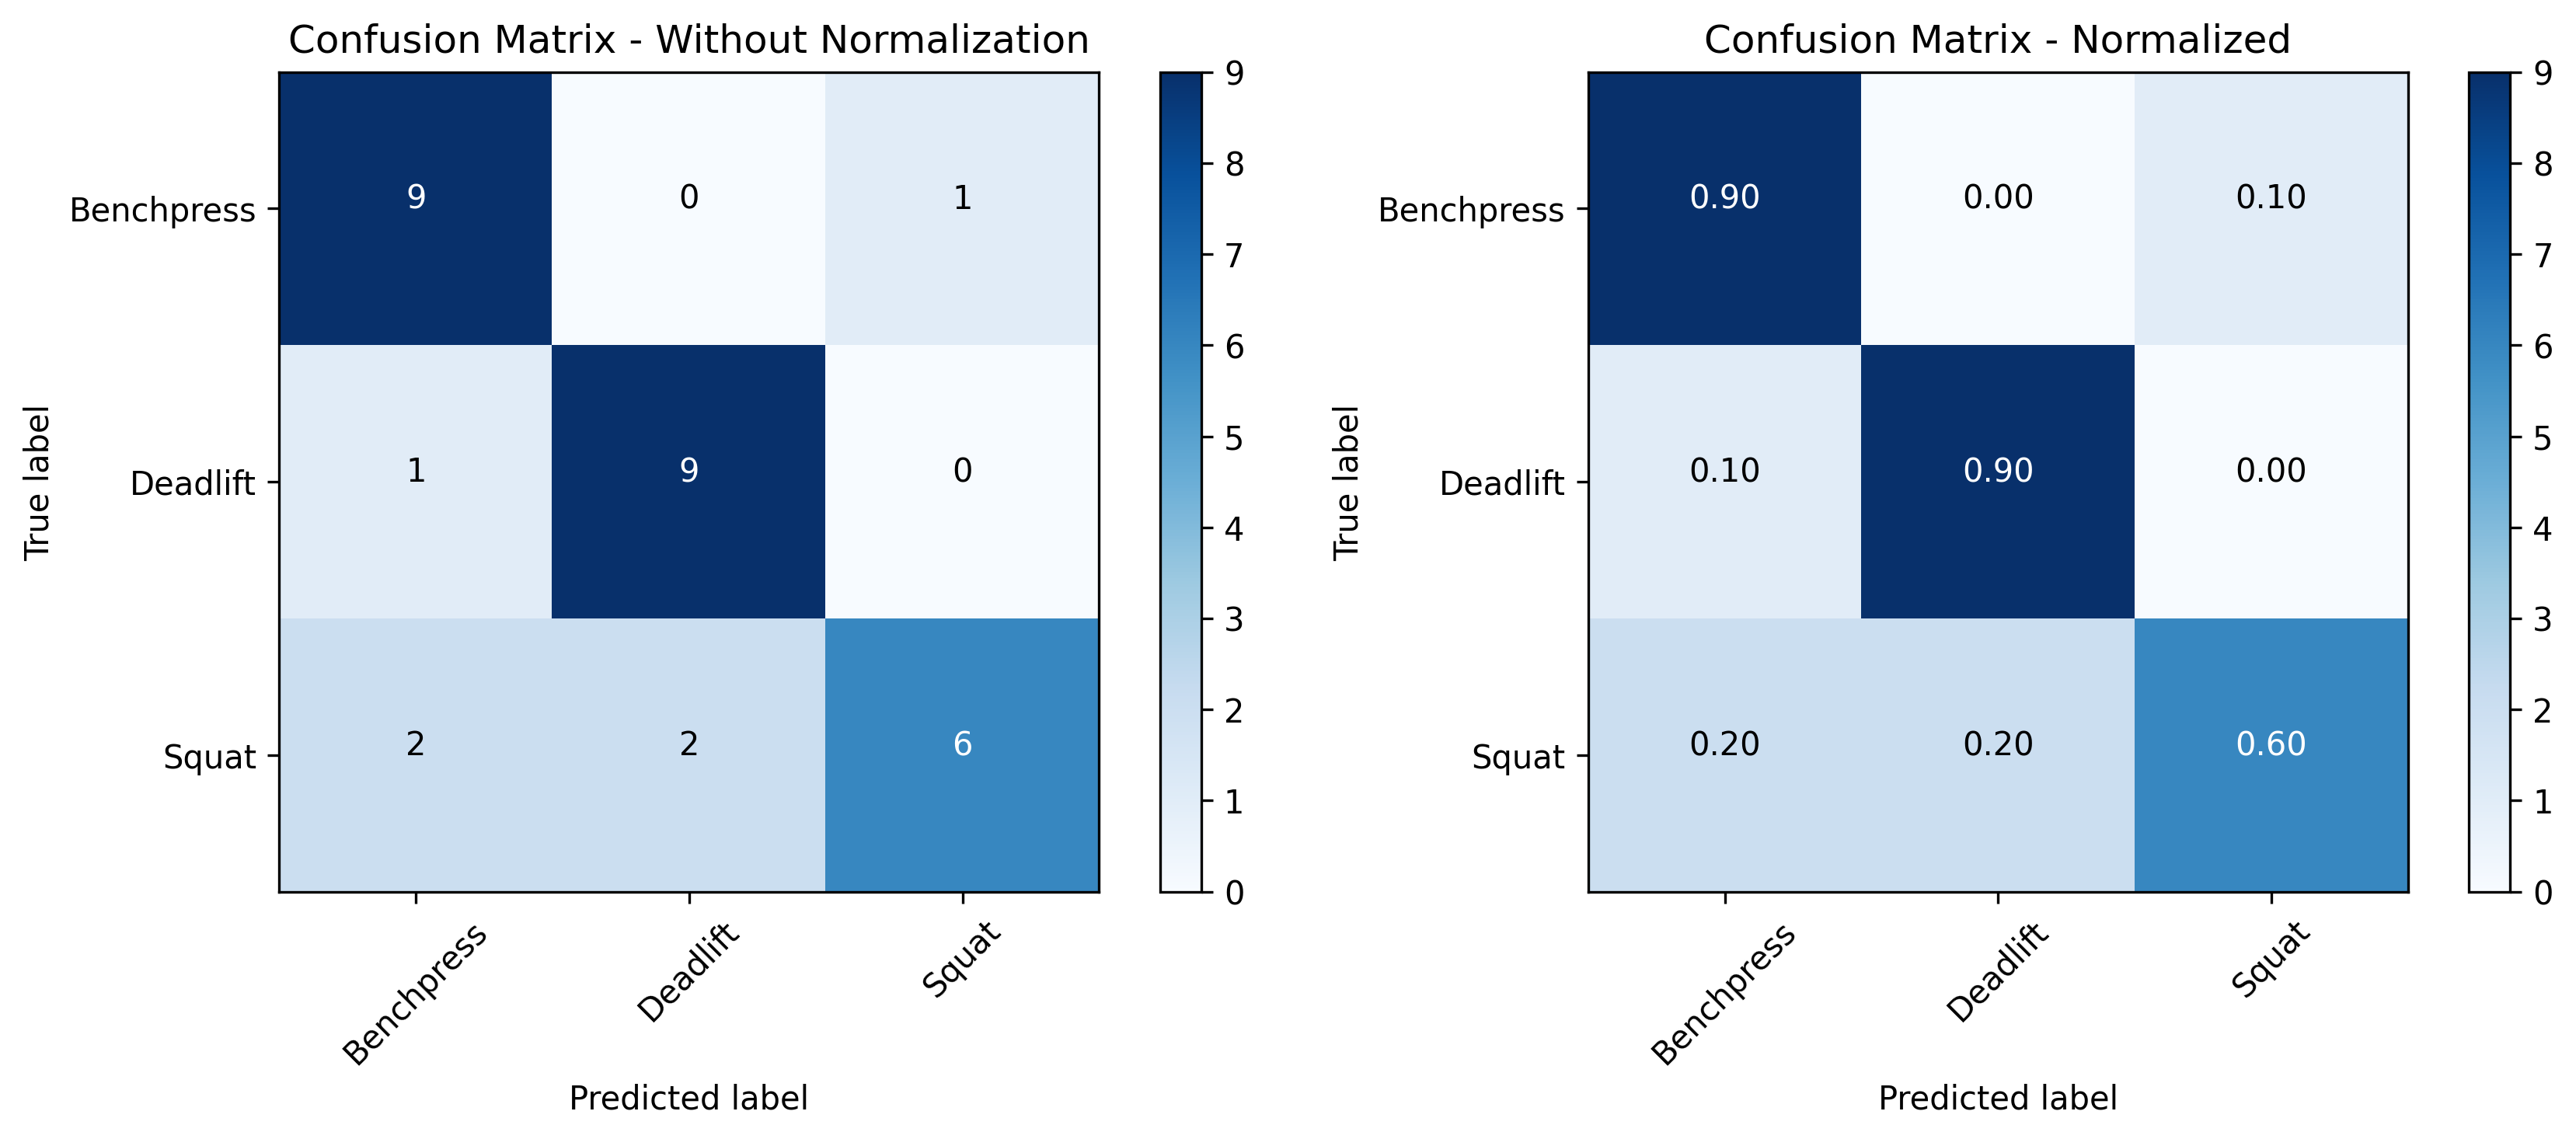 Confusion Matrix - Without Normalization
9
8
7
6
5
4
3
2
1
0
True label
Benchpress
Deadlift
Squat
9 0 1
1 9 0
2 2 6
Benchpress
Deadlift
Squat
Predicted label
Confusion Matrix - Normalized
9
8
7
6
5
4
3
2
1
0
True label
Benchpress
Deadlift
Squat
0.90 0.00 0.10
0.10 0.90 0.00
0.20 0.20 0.60
Benchpress
Deadlift
Squat
Predicted label